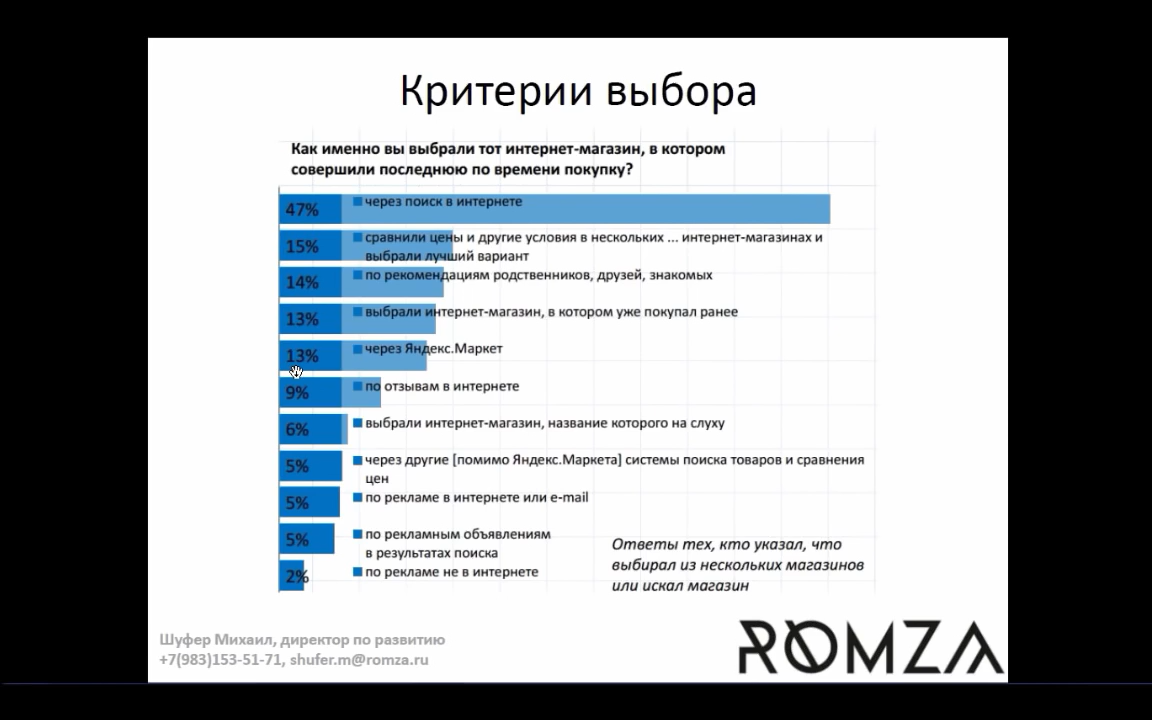 Критерии выбора
Как именно вы выбрали тот интернет-магазин, в котором
совершили последнюю по времени покупку?
47% через поиск в интернете
15% сравнили цены и другие условия в нескольких ... интернет-магазинах и
выбрали лучший вариант
14% по рекомендациям родственников, друзей, знакомых
13% выбрали интернет-магазин, в котором уже покупал ранее
13% через Яндекс.Маркет
9% по отзывам в интернете
6% выбрали интернет-магазин, название которого на слуху
5% через другие [помимо Яндекс.Маркета] системы поиска товаров и сравнения
цен
5% по рекламе в интернете или e-mail
5% по рекламным объявлениям
в результатах поиска
2% по рекламе не в интернете
Ответы тех, кто указал, что
выбирал из нескольких магазинов
или искал магазин
Шуфер Михаил, директор по развитию
+7(983)153-51-71, shufer.m@romza.ru
ROMZA